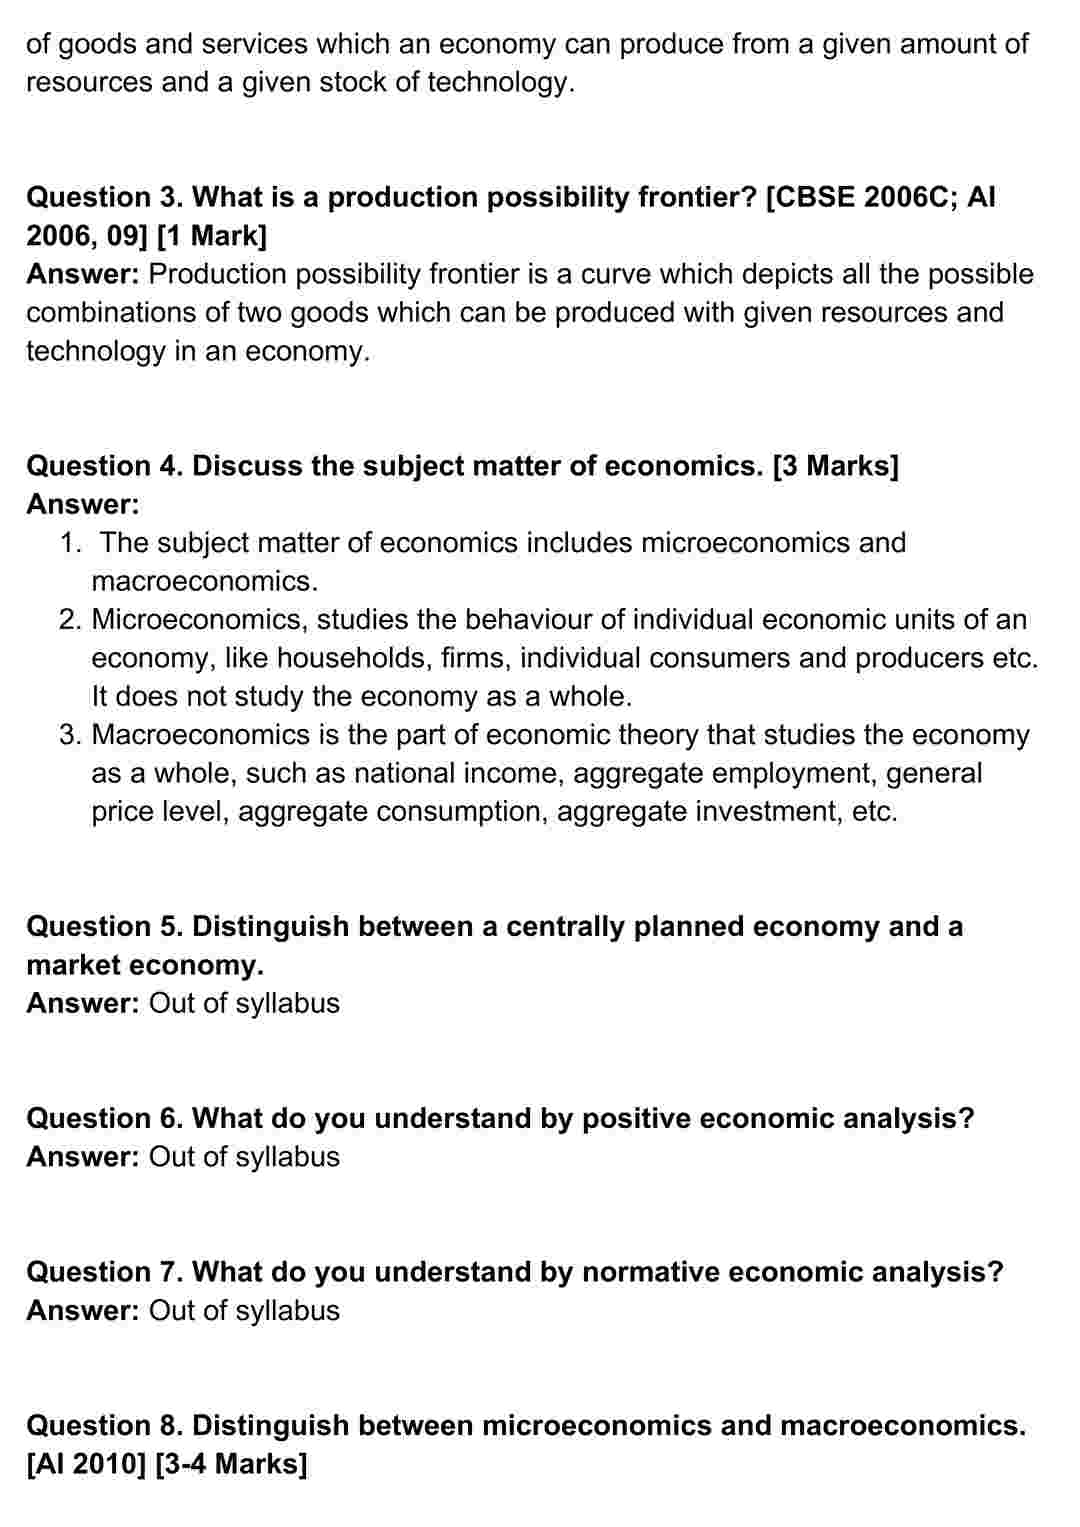 of goods and services which an economy can produce from a given amount of
resources and a given stock of technology.
Question 3. What is a production possibility frontier? [CBSE 2006C; AI
2006, 09] [1 Mark]
Answer: Production possibility frontier is a curve which depicts all the possible
combinations of two goods which can be produced with given resources and
technology in an economy.
Question 4. Discuss the subject matter of economics. [3 Marks]
Answer:
1. The subject matter of economics includes microeconomics and
macroeconomics.
2. Microeconomics, studies the behaviour of individual economic units of an
economy, like households, firms, individual consumers and producers etc.
It does not study the economy as a whole.
3. Macroeconomics is the part of economic theory that studies the economy
as a whole, such as national income, aggregate employment, general
price level, aggregate consumption, aggregate investment, etc.
Question 5. Distinguish between a centrally planned economy and a
market economy.
Answer: Out of syllabus
Question 6. What do you understand by positive economic analysis?
Answer: Out of syllabus
Question 7. What do you understand by normative economic analysis?
Answer: Out of syllabus
Question 8. Distinguish between microeconomics and macroeconomics.
[AI 2010] [3-4 Marks]